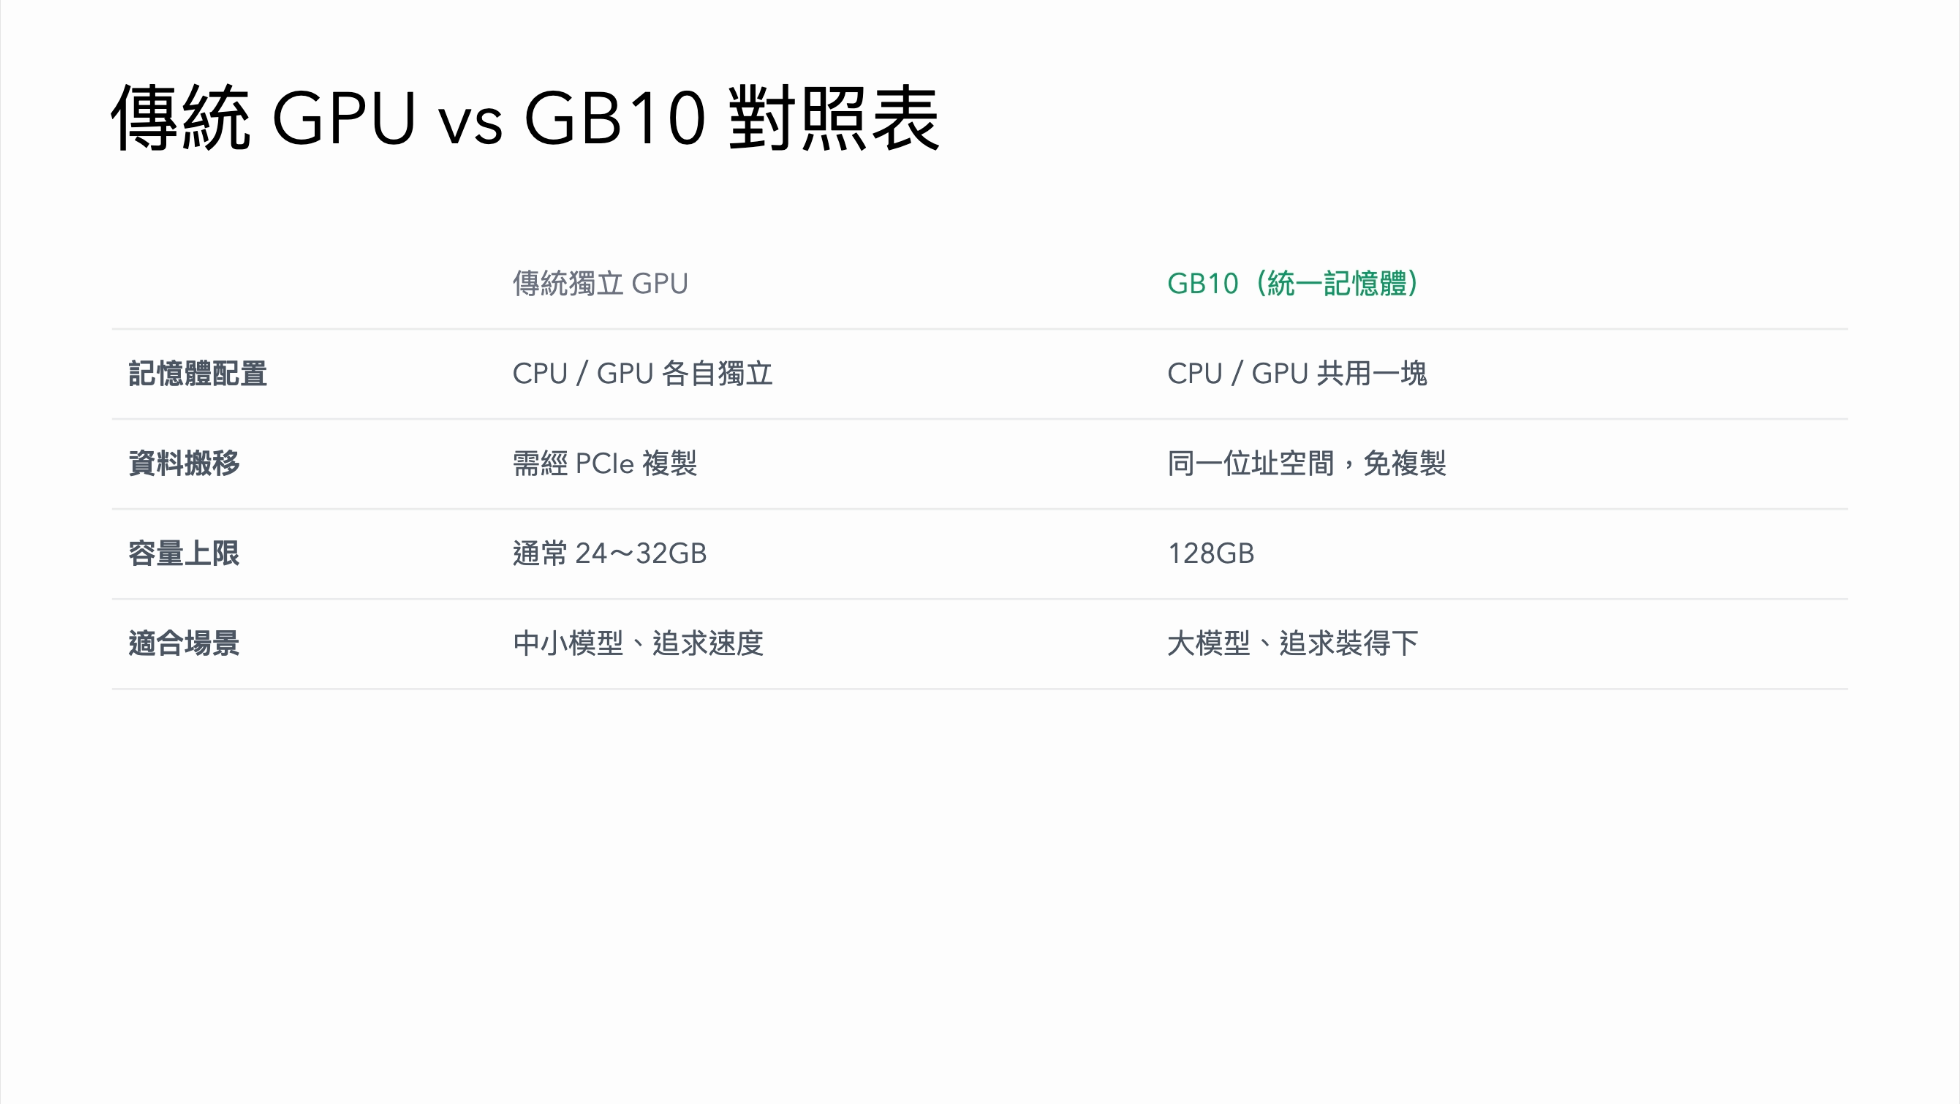 傳統 GPU vs GB10 對照表
傳統獨立 GPU GB10（統一記憶體）
記憶體配置 CPU / GPU 各自獨立 CPU / GPU 共用一塊
資料搬移 需經 PCIe 複製 同一位址空間，免複製
容量上限 通常 24～32GB 128GB
適合場景 中小模型、追求速度 大模型、追求裝得下